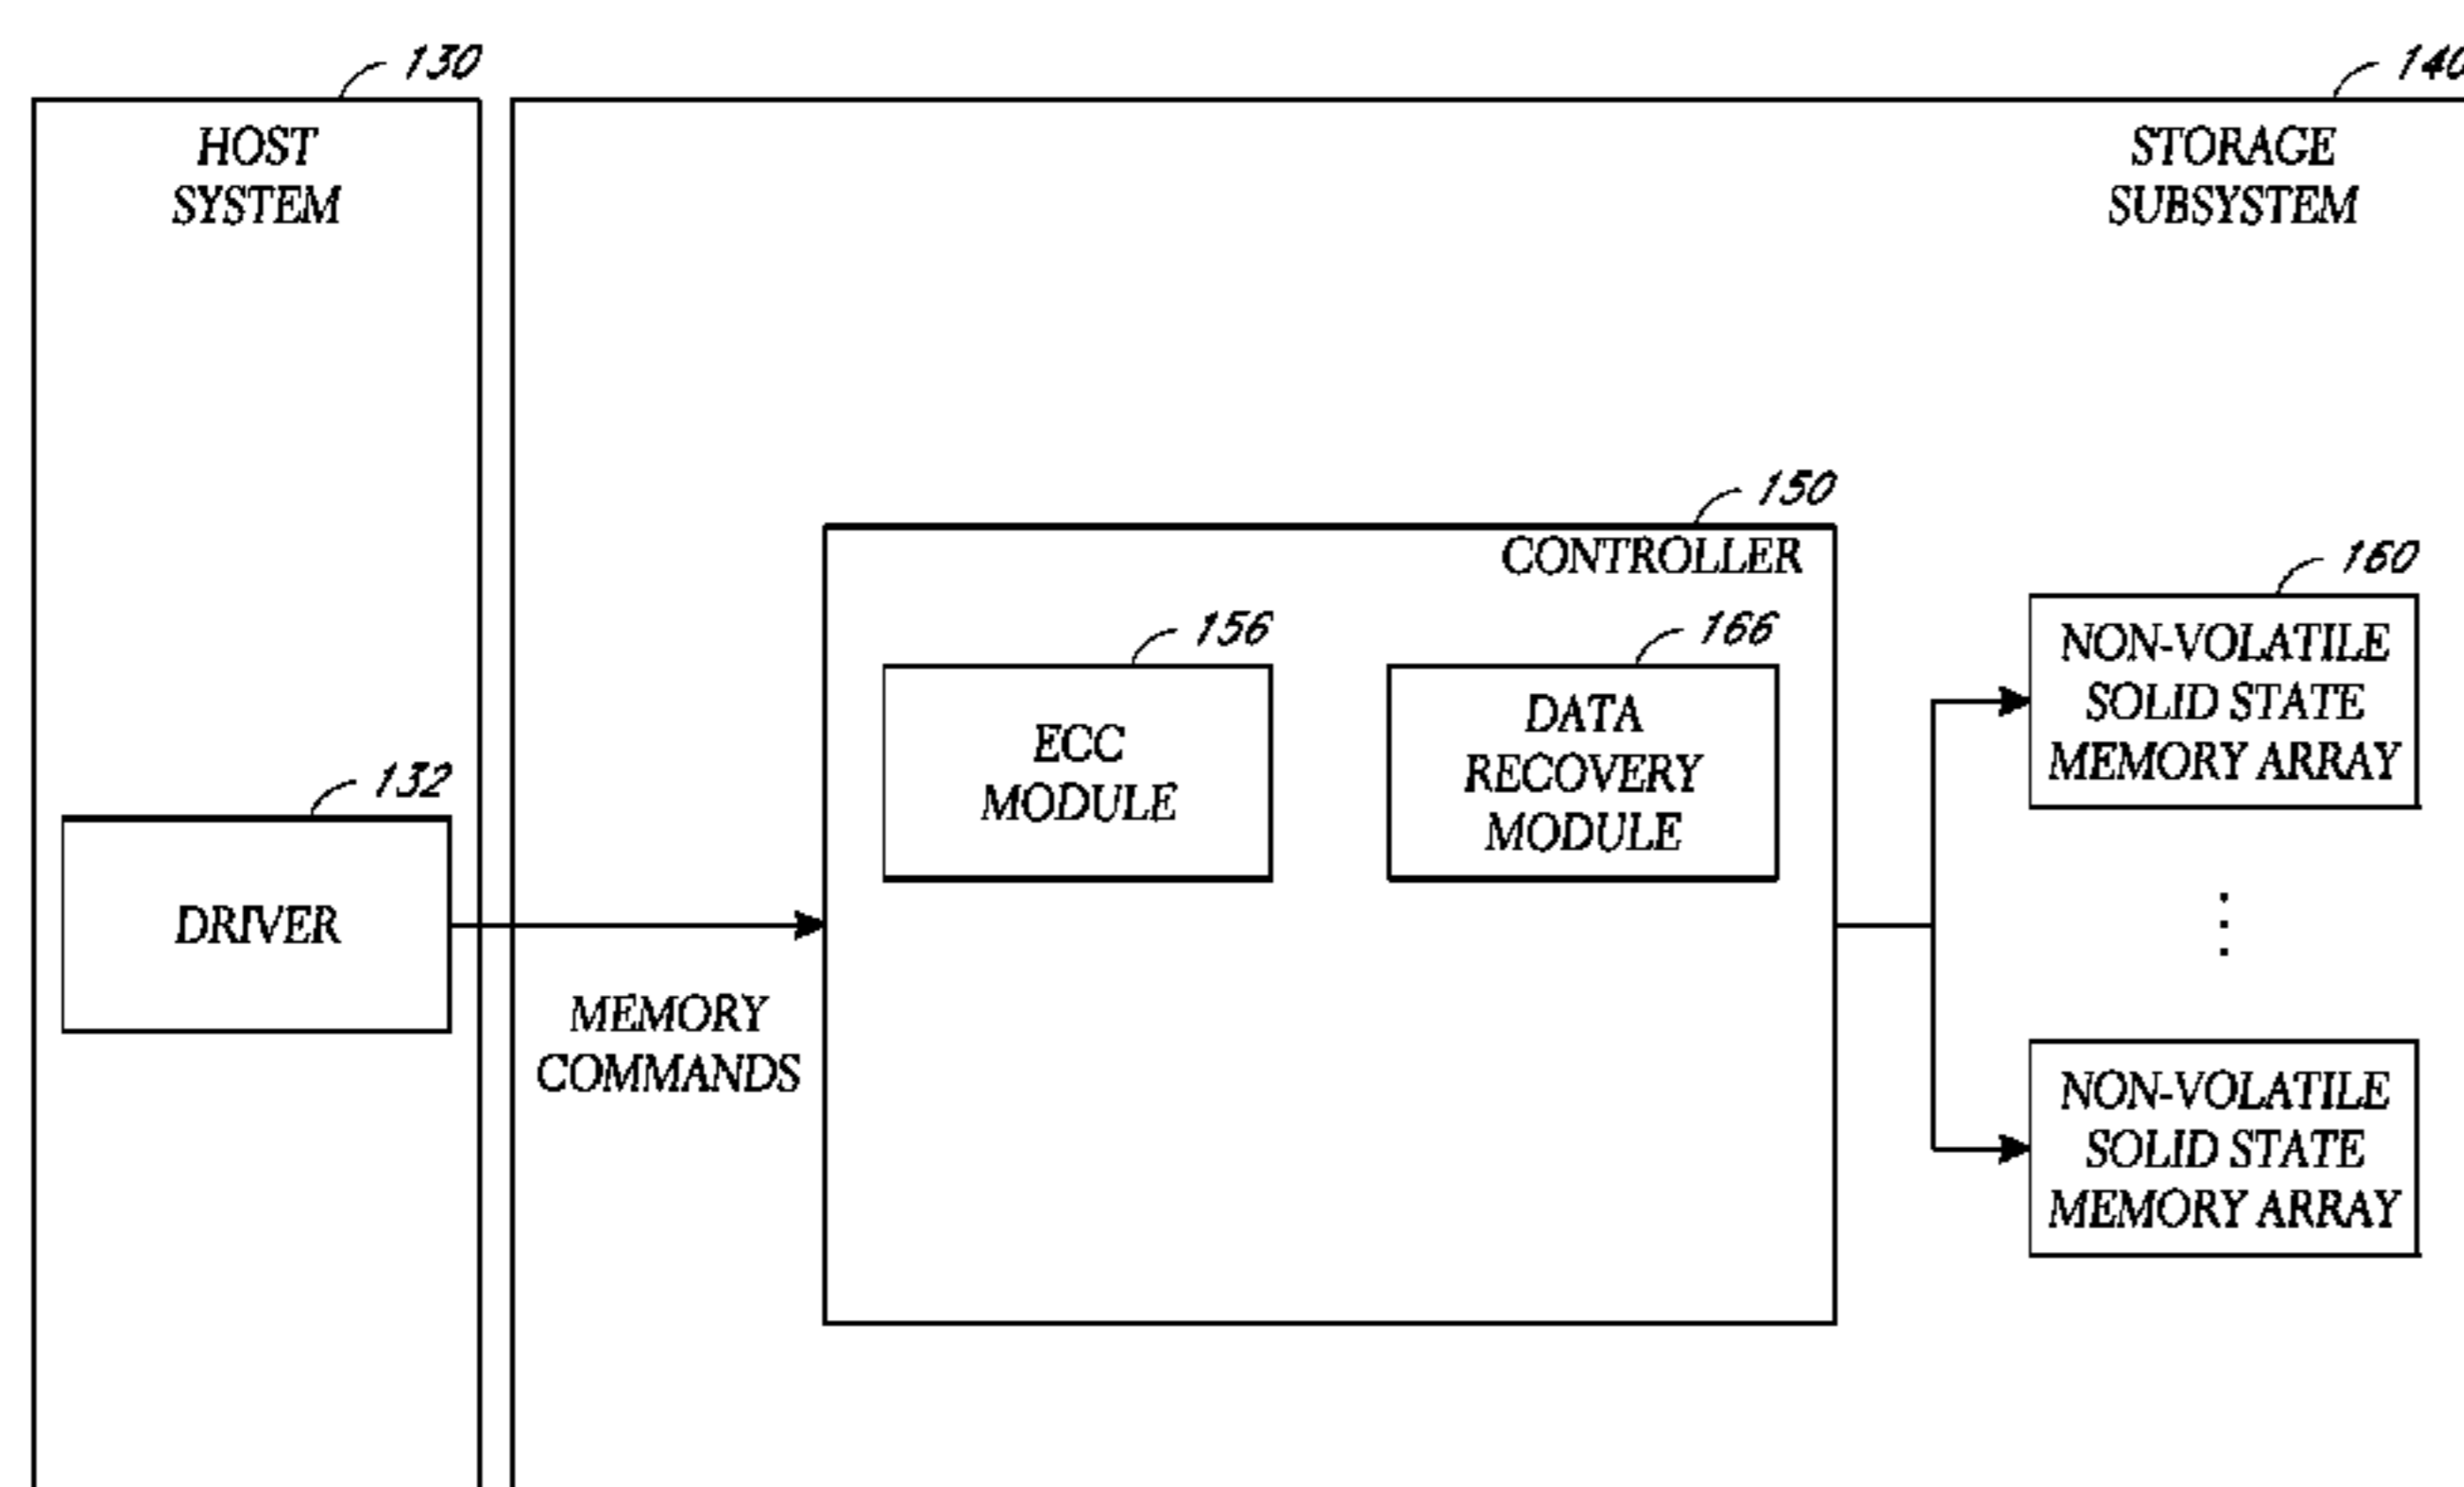 130
HOST
SYSTEM
132
DRIVER
140
STORAGE
SUBSYSTEM
MEMORY
COMMANDS
150
CONTROLLER
156
ECC
MODULE
166
DATA
RECOVERY
MODULE
160
NON-VOLATILE
SOLID STATE
MEMORY ARRAY
NON-VOLATILE
SOLID STATE
MEMORY ARRAY